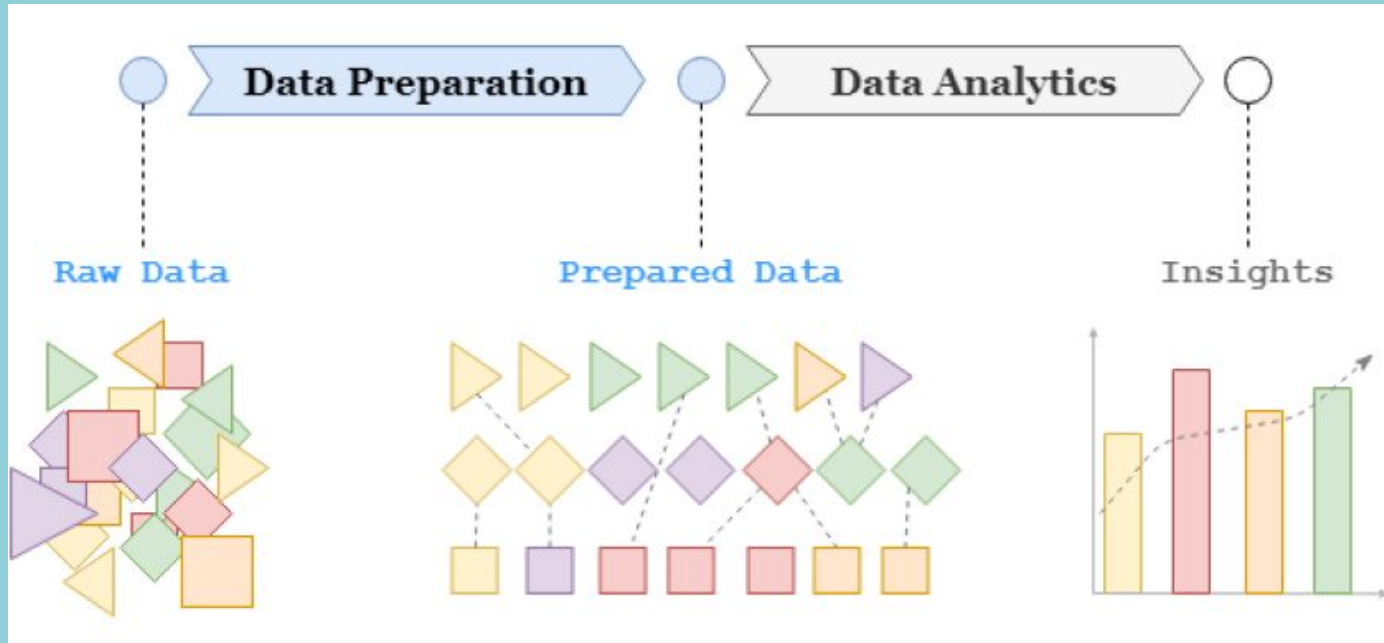 Data Preparation
Data Analytics
Raw Data
Prepared Data
Insights